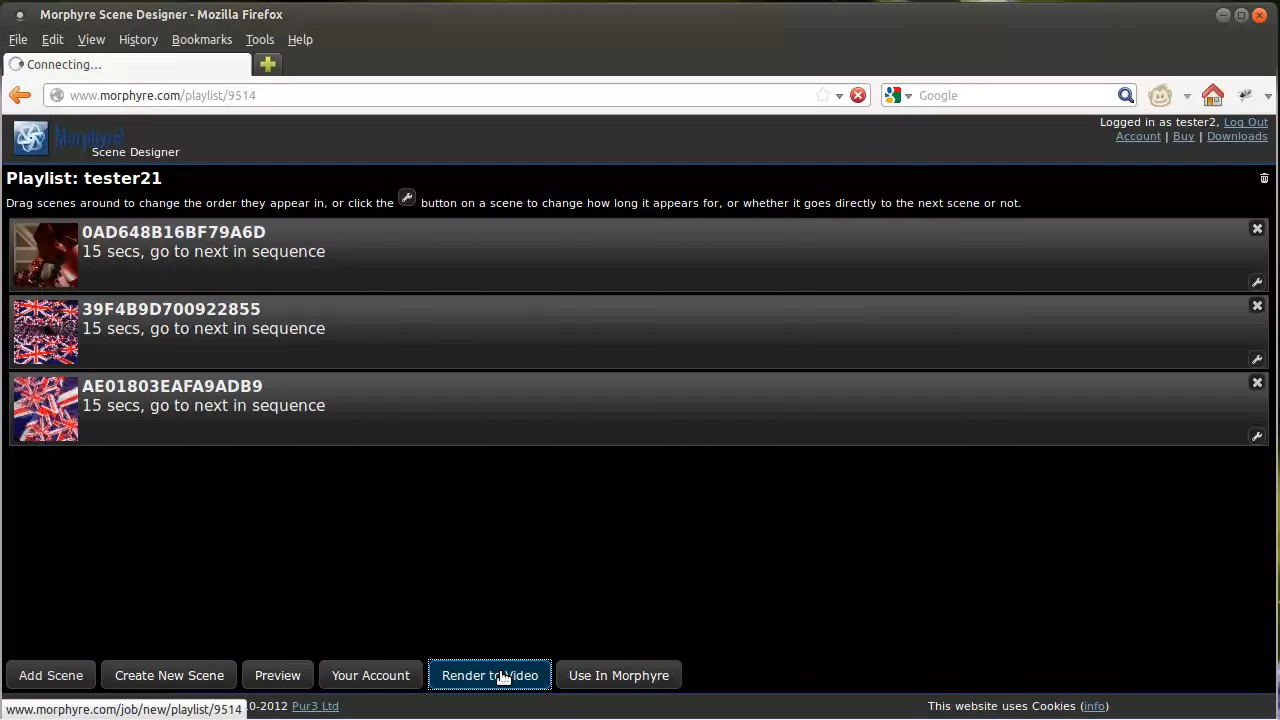 Morphyre Scene Designer - Mozilla Firefox
File Edit View History Bookmarks Tools Help
Connecting...
www.morphyre.com/playlist/9514
Google
Logged in as tester2, Log Out
Account | Buy | Downloads
Morphyre
Scene Designer
Playlist: tester21
Drag scenes around to change the order they appear in, or click the button on a scene to change how long it appears for, or whether it goes directly to the next scene or not.
0AD648B16BF79A6D
15 secs, go to next in sequence
39F4B9D700922855
15 secs, go to next in sequence
AE01803EAFA9ADB9
15 secs, go to next in sequence
Add Scene Create New Scene Preview Your Account Render to Video Use In Morphyre
www.morphyre.com/job/new/playlist/9514 0-2012 Pur3 Ltd This website uses Cookies (info)